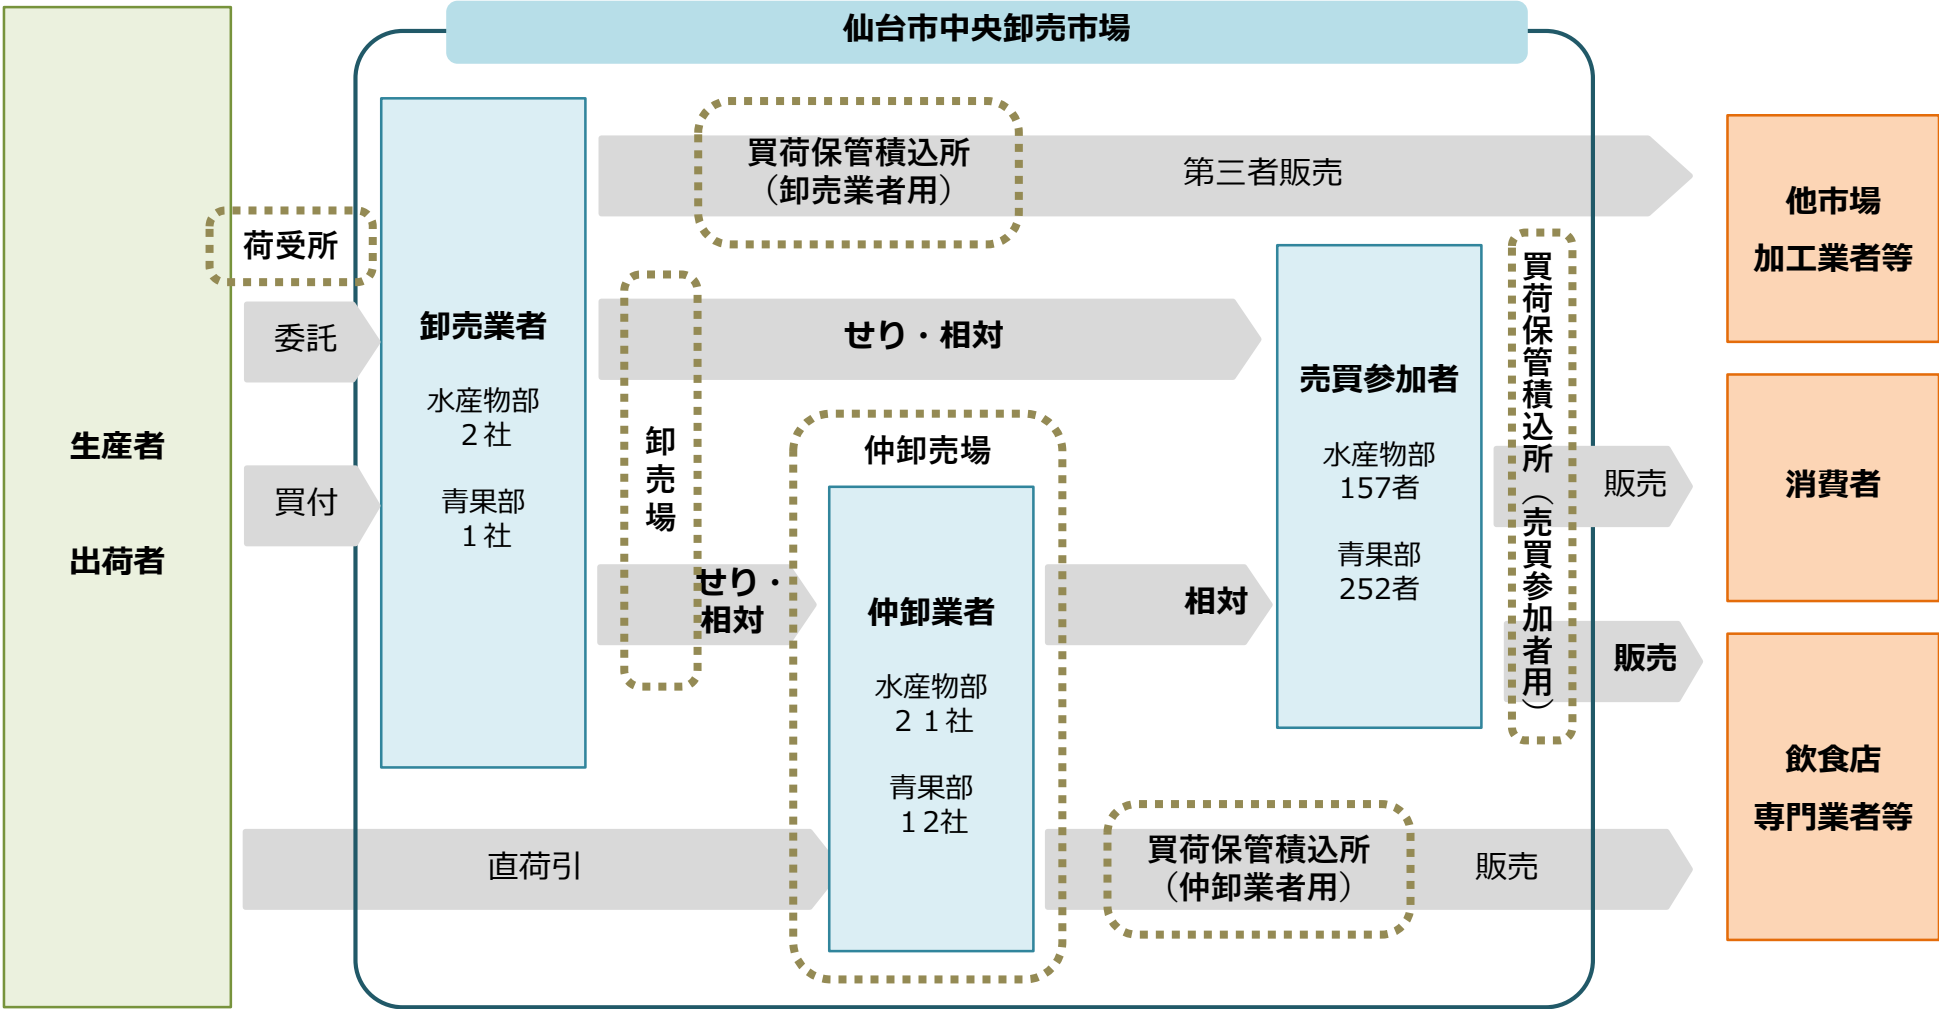 仙台市中央卸売市場
生産者
出荷者
荷受所
委託
買付
卸売業者
水産物部
２社
青果部
１社
買荷保管積込所
（卸売業者用）
第三者販売
せり・相対
卸売場
せり・
相対
仲卸売場
仲卸業者
水産物部
２１社
青果部
１2社
直荷引
相対
売買参加者
水産物部
157者
青果部
252者
買荷保管積込所（売買参加者用）
販売
販売
買荷保管積込所
（仲卸業者用）
販売
他市場
加工業者等
消費者
飲食店
専門業者等